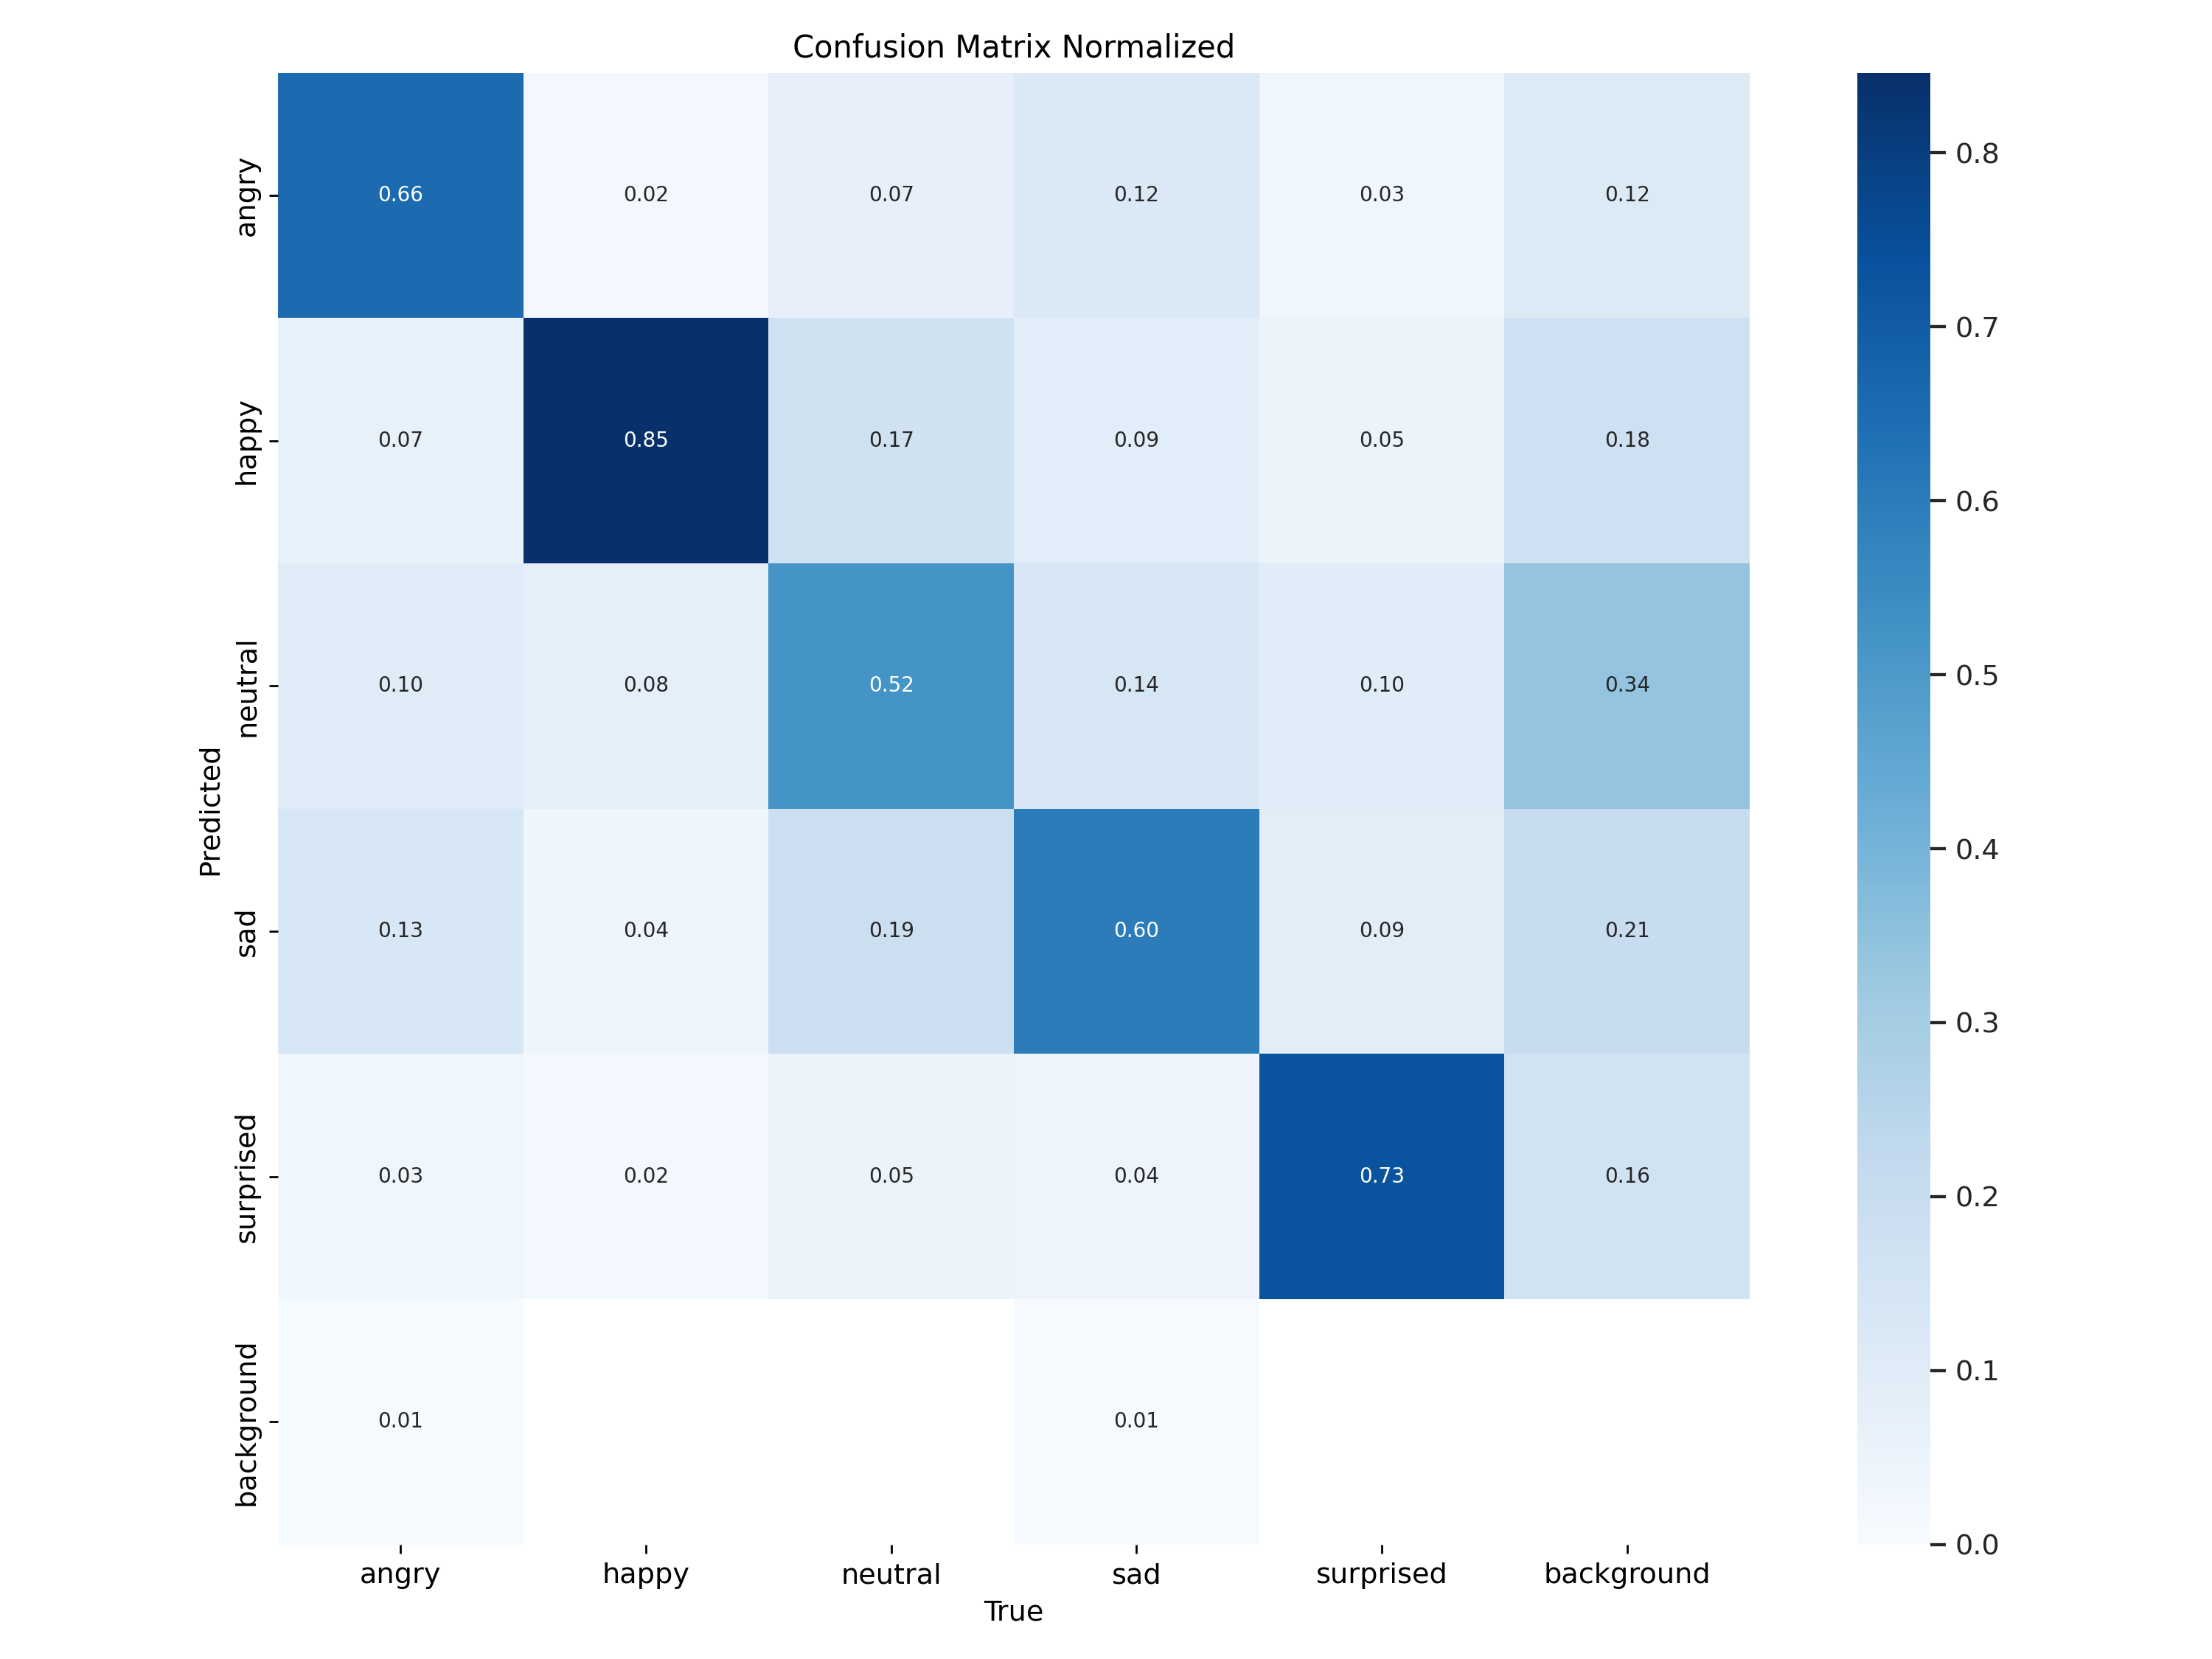 Confusion Matrix Normalized
angry 0.66 0.02 0.07 0.12 0.03 0.12
happy 0.07 0.85 0.17 0.09 0.05 0.18
neutral 0.10 0.08 0.52 0.14 0.10 0.34
sad 0.13 0.04 0.19 0.60 0.09 0.21
surprised 0.03 0.02 0.05 0.04 0.73 0.16
background 0.01 0.01
Predicted
angry happy neutral sad surprised background
True
0.8
0.7
0.6
0.5
0.4
0.3
0.2
0.1
0.0